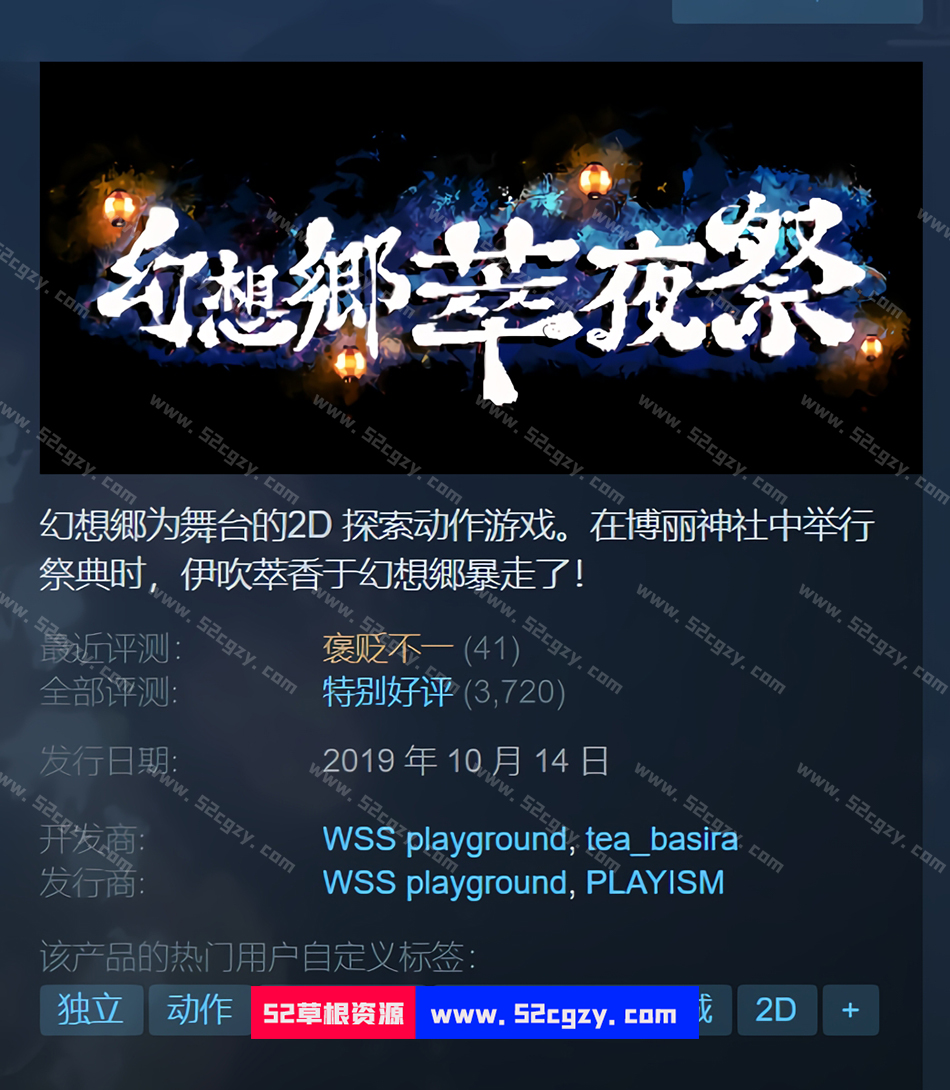 幻想郷萃夜祭
幻想郷为舞台的2D 探索动作游戏。在博丽神社中举行
祭典时，伊吹萃香于幻想郷暴走了！
最近评测: 褒贬不一 (41)
全部评测: 特别好评 (3,720)
发行日期: 2019 年 10 月 14 日
开发商: WSS playground, tea_basira
发行商: WSS playground, PLAYISM
该产品的热门用户自定义标签:
独立 动作 52草根资源 www.52cgzy.com 2D +
www.52cgzy.com